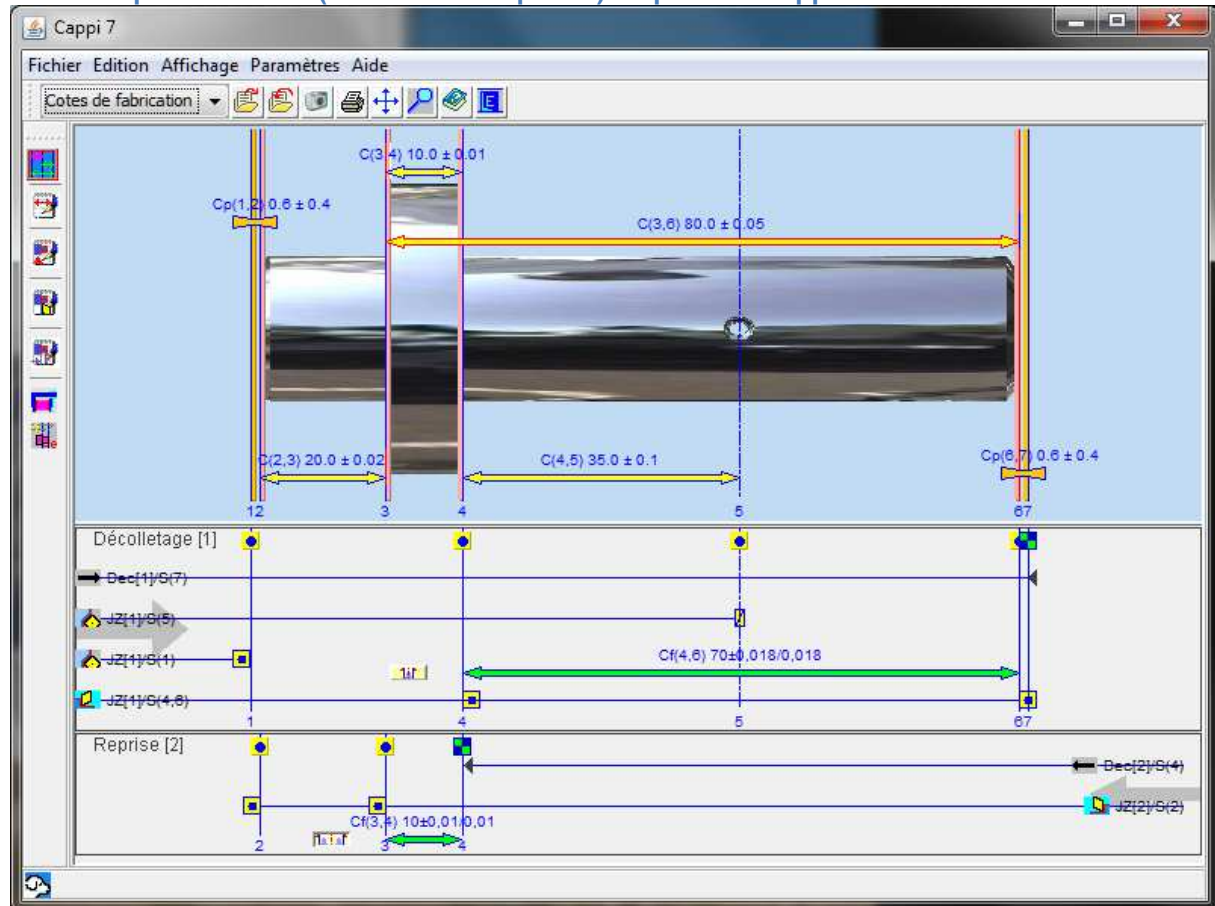 Cappi 7
Fichier Edition Affichage Paramètres Aide
Cotes de fabrication
C(3,4) 10.0 ± 0.01
Cp(1,2) 0.6 ± 0.4
C(3,6) 80.0 ± 0.05
C(2,3) 20.0 ± 0.02
C(4,5) 35.0 ± 0.1
Cp(6,7) 0.6 ± 0.4
12 3 4 5 67
Décolletage [1]
Dec[1]/S(7)
JZ[1]/S(5)
JZ[1]/S(1)
Cf(4,6) 70±0,018/0,018
JZ[1]/S(4,6)
1 4 5 67
Reprise [2]
Dec[2]/S(4)
JZ[2]/S(2)
Cf(3,4) 10±0,01/0,01
2 3 4